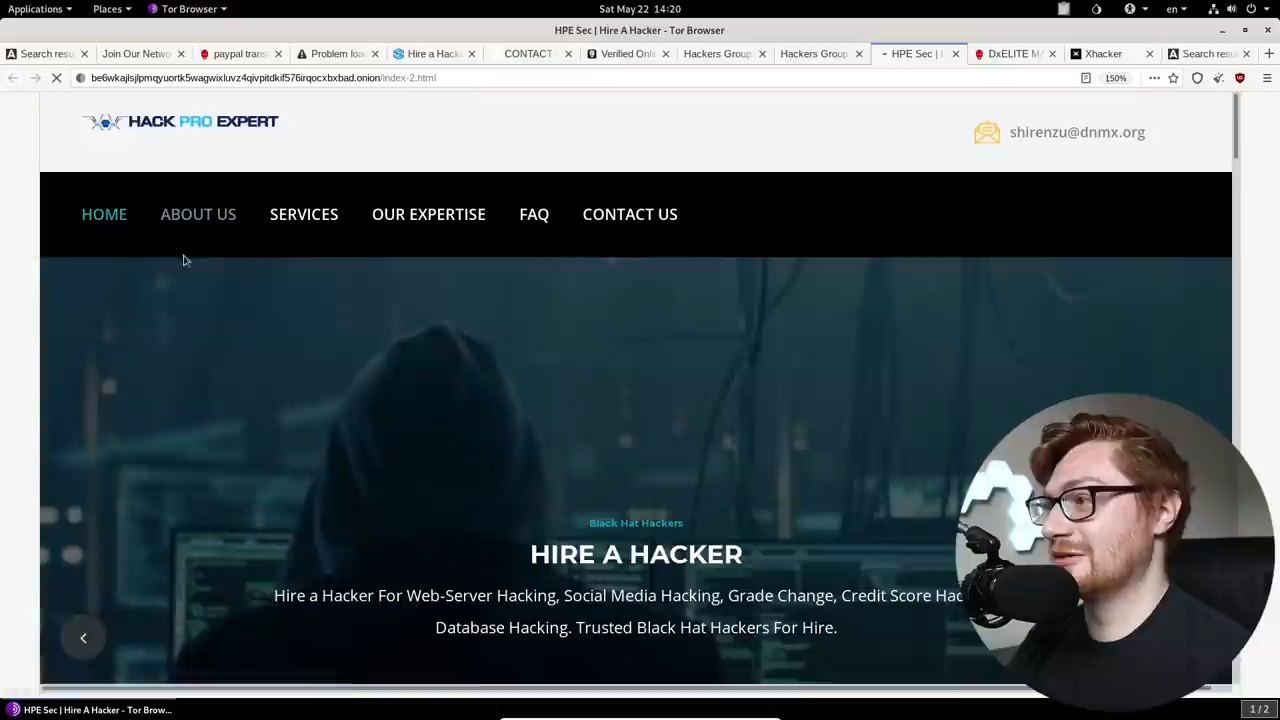 Applications Places Tor Browser Sat May 22 14:20 en
HPE Sec | Hire A Hacker - Tor Browser
Search resu Join Our Netwo paypal trans Problem loa Hire a Hack CONTACT - Verified Onli Hackers Group Hackers Group HPE Sec | DxELITE M Xhacker Search resu
/index-2.html 150%
HACK PRO EXPERT
shirenzu@dnmx.org
HOME ABOUT US SERVICES OUR EXPERTISE FAQ CONTACT US
Black Hat Hackers
HIRE A HACKER
Hire a Hacker For Web-Server Hacking, Social Media Hacking, Grade Change, Credit Score Hac
Database Hacking. Trusted Black Hat Hackers For Hire.
HPE Sec | Hire A Hacker - Tor Brow... 1 / 2